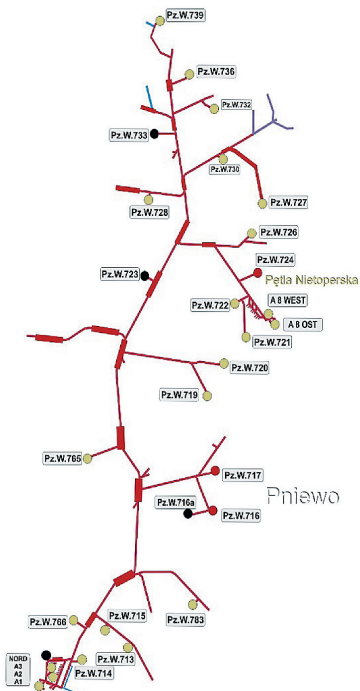 Pz.W.739
Pz.W.736
Pz.W.732
Pz.W.733
Pz.W.730
Pz.W.727
Pz.W.728
Pz.W.726
Pz.W.724
Pętla Nietoperska
Pz.W.723
A 8 WEST
Pz.W.722
A 8 OST
Pz.W.721
Pz.W.720
Pz.W.719
Pz.W.765
Pz.W.717
Pniewo
Pz.W.716a
Pz.W.716
Pz.W.766
Pz.W.715
Pz.W.783
Pz.W.713
NORD
A3
A2
A1
Pz.W.714